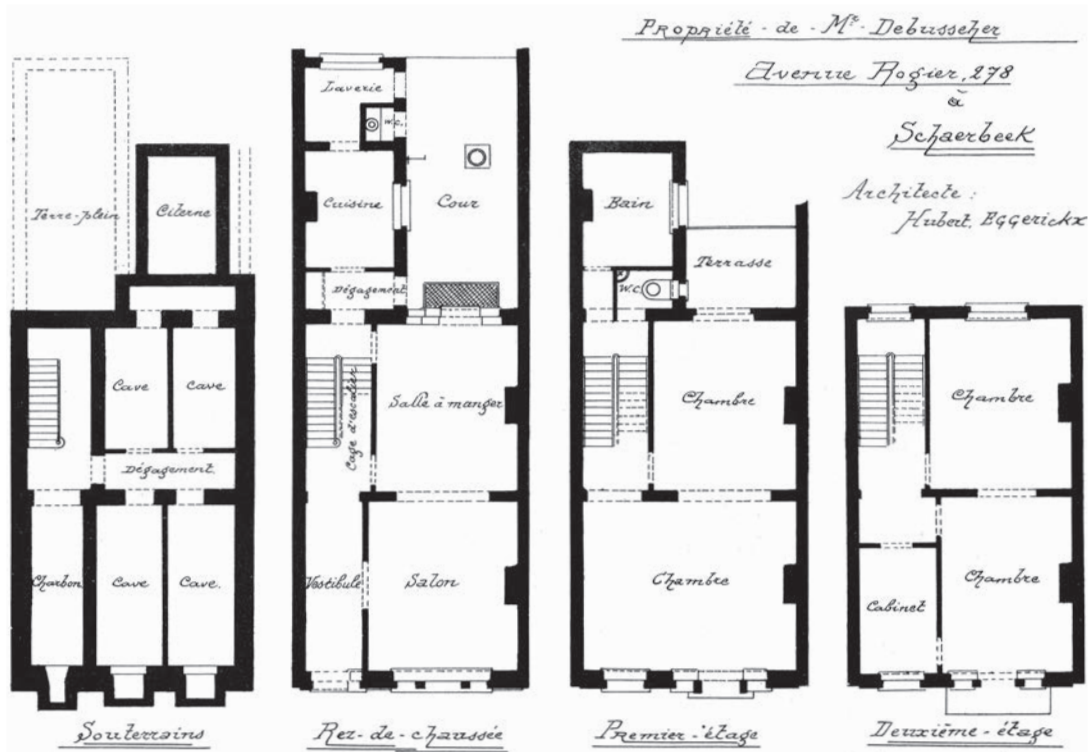 Propriété - de - Mr - Debusscher
Avenue Rogier, 278
à
Schaerbeek
Architecte :
Hubert, Eggerickx
Terre-plein
Citerne
Cave
Cave
Dégagement
Charbon
Cave
Cave.
Souterrains
Laverie
W.C.
Cuisine
Cour
Dégagement
Cage d'escalier
Salle à manger
Vestibule
Salon
Rez-de-chaussée
Bain
Terrasse
W.C.
Chambre
Chambre
Premier-étage
Chambre
Chambre
Cabinet
Deuxième-étage